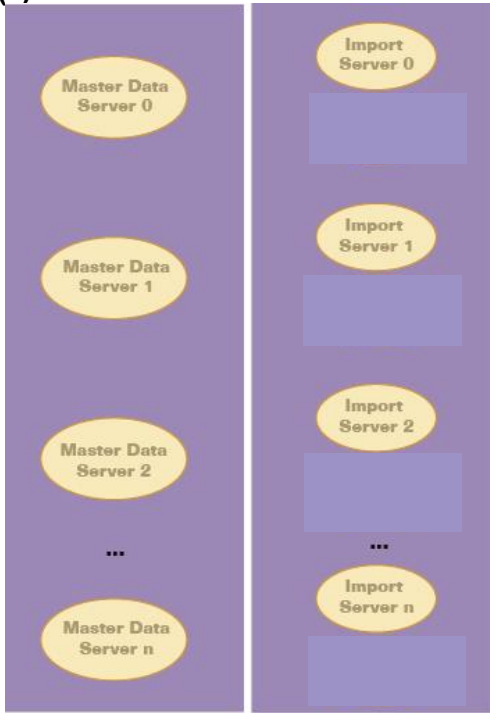 Master Data
Server 0
Master Data
Server 1
Master Data
Server 2
...
Master Data
Server n
Import
Server 0
Import
Server 1
Import
Server 2
...
Import
Server n